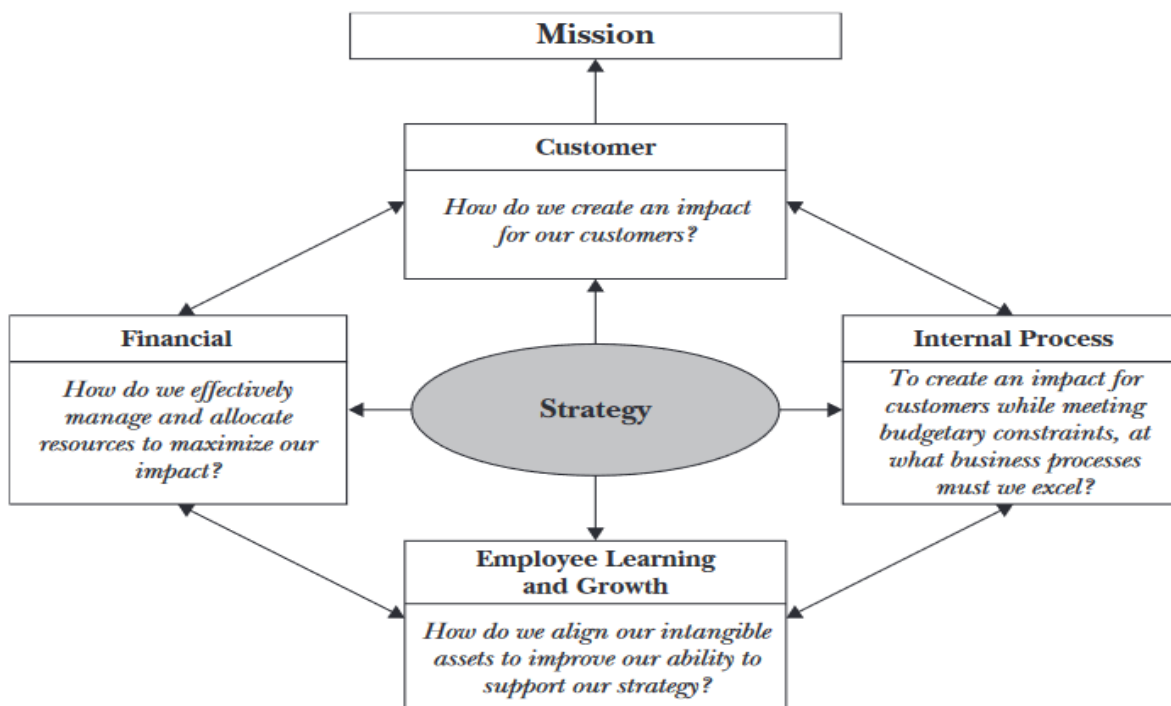 Mission
Customer
How do we create an impact
for our customers?
Financial
How do we effectively
manage and allocate
resources to maximize our
impact?
Strategy
Internal Process
To create an impact for
customers while meeting
budgetary constraints, at
what business processes
must we excel?
Employee Learning
and Growth
How do we align our intangible
assets to improve our ability to
support our strategy?